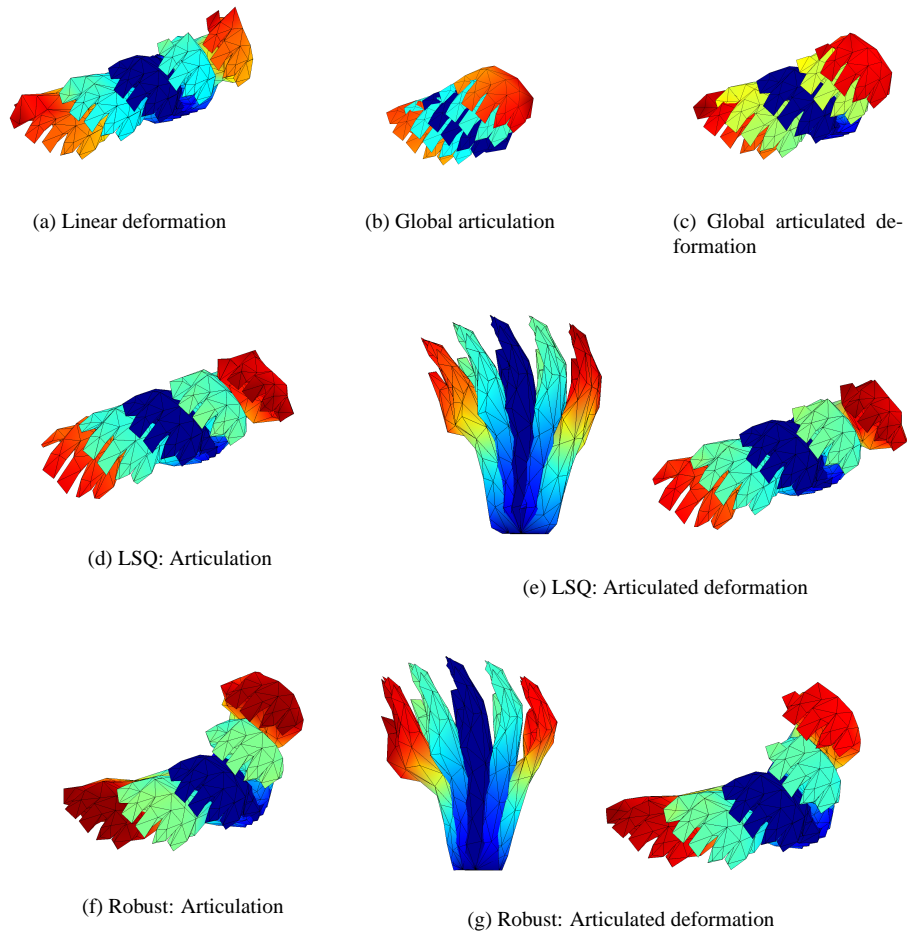 (a) Linear deformation
(b) Global articulation
(c) Global articulated de-
formation
(d) LSQ: Articulation
(e) LSQ: Articulated deformation
(f) Robust: Articulation
(g) Robust: Articulated deformation